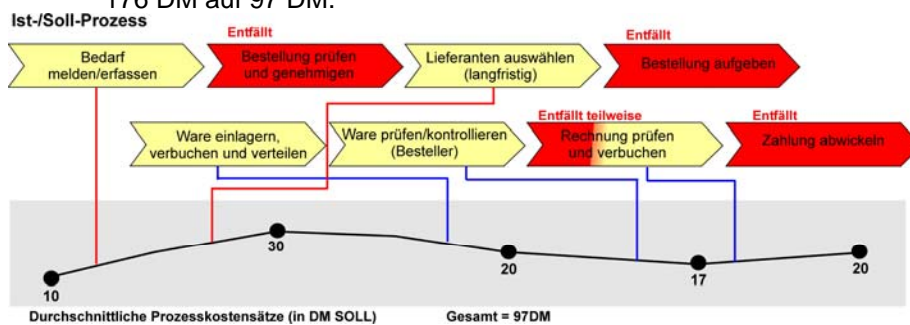 176 DM auf 97 DM.
Ist-/Soll-Prozess
Entfällt
Entfällt
Bedarf
melden/erfassen
Bestellung prüfen
und genehmigen
Lieferanten auswählen
(langfristig)
Bestellung aufgeben
Entfällt teilweise
Entfällt
Ware einlagern,
verbuchen und verteilen
Ware prüfen/kontrollieren
(Besteller)
Rechnung prüfen
und verbuchen
Zahlung abwickeln
10
30
20
17
20
Durchschnittliche Prozesskostensätze (in DM SOLL)
Gesamt = 97DM